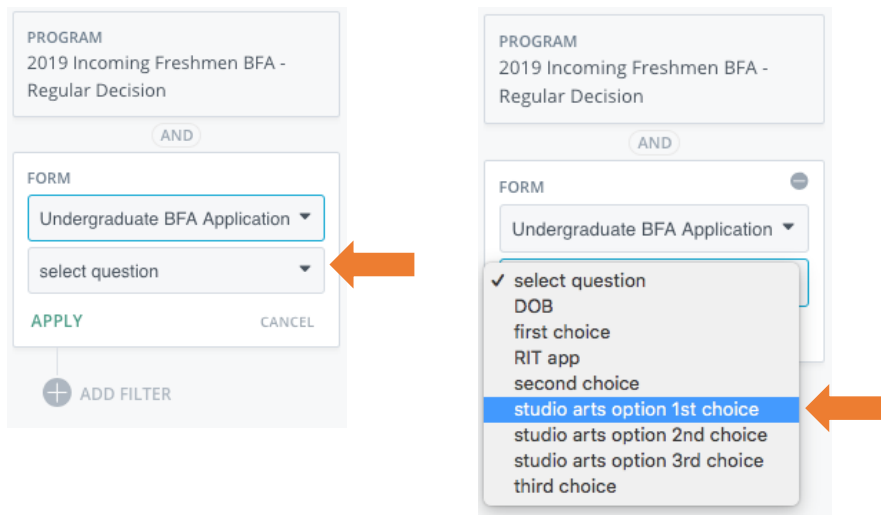 PROGRAM
2019 Incoming Freshmen BFA -
Regular Decision
AND
FORM
Undergraduate BFA Application
select question
APPLY
CANCEL
ADD FILTER
PROGRAM
2019 Incoming Freshmen BFA -
Regular Decision
AND
FORM
Undergraduate BFA Application
✓ select question
DOB
first choice
RIT app
second choice
studio arts option 1st choice
studio arts option 2nd choice
studio arts option 3rd choice
third choice